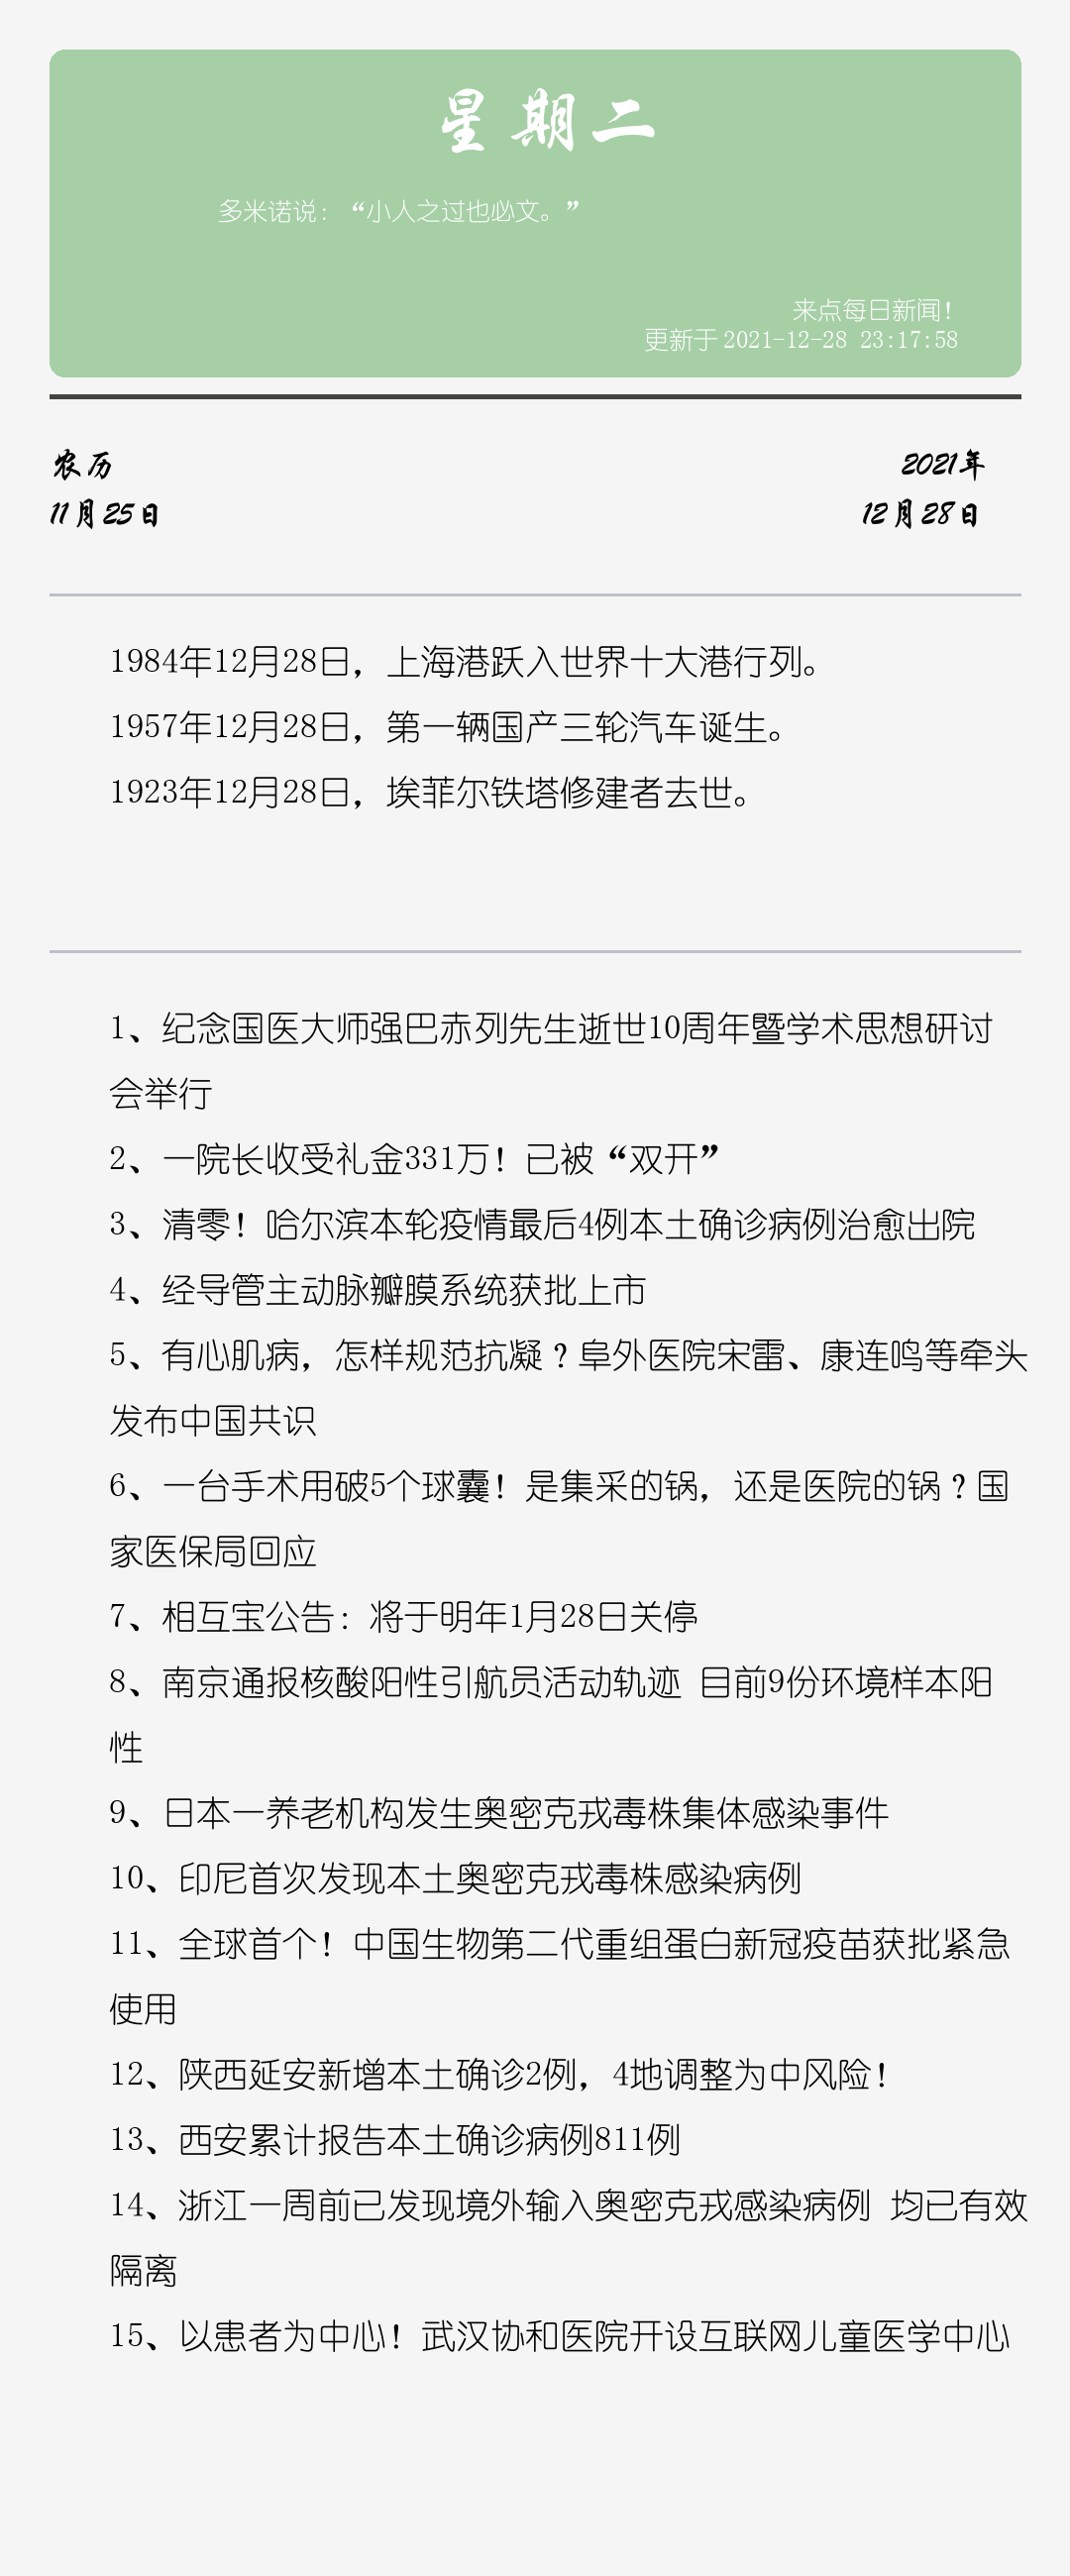 星期二
多米诺说：“小人之过也必文。”
来点每日新闻！
更新于 2021-12-28 23:17:58
农历
2021年
11月25日
12月28日
1984年12月28日，上海港跃入世界十大港行列。
1957年12月28日，第一辆国产三轮汽车诞生。
1923年12月28日，埃菲尔铁塔修建者去世。
1、纪念国医大师强巴赤列先生逝世10周年暨学术思想研讨
会举行
2、一院长收受礼金331万！已被“双开”
3、清零！哈尔滨本轮疫情最后4例本土确诊病例治愈出院
4、经导管主动脉瓣膜系统获批上市
5、有心肌病，怎样规范抗凝？阜外医院宋雷、康连鸣等牵头
发布中国共识
6、一台手术用破5个球囊！是集采的锅，还是医院的锅？国
家医保局回应
7、相互宝公告：将于明年1月28日关停
8、南京通报核酸阳性引航员活动轨迹 目前9份环境样本阳
性
9、日本一养老机构发生奥密克戎毒株集体感染事件
10、印尼首次发现本土奥密克戎毒株感染病例
11、全球首个！中国生物第二代重组蛋白新冠疫苗获批紧急
使用
12、陕西延安新增本土确诊2例，4地调整为中风险！
13、西安累计报告本土确诊病例811例
14、浙江一周前已发现境外输入奥密克戎感染病例 均已有效
隔离
15、以患者为中心！武汉协和医院开设互联网儿童医学中心